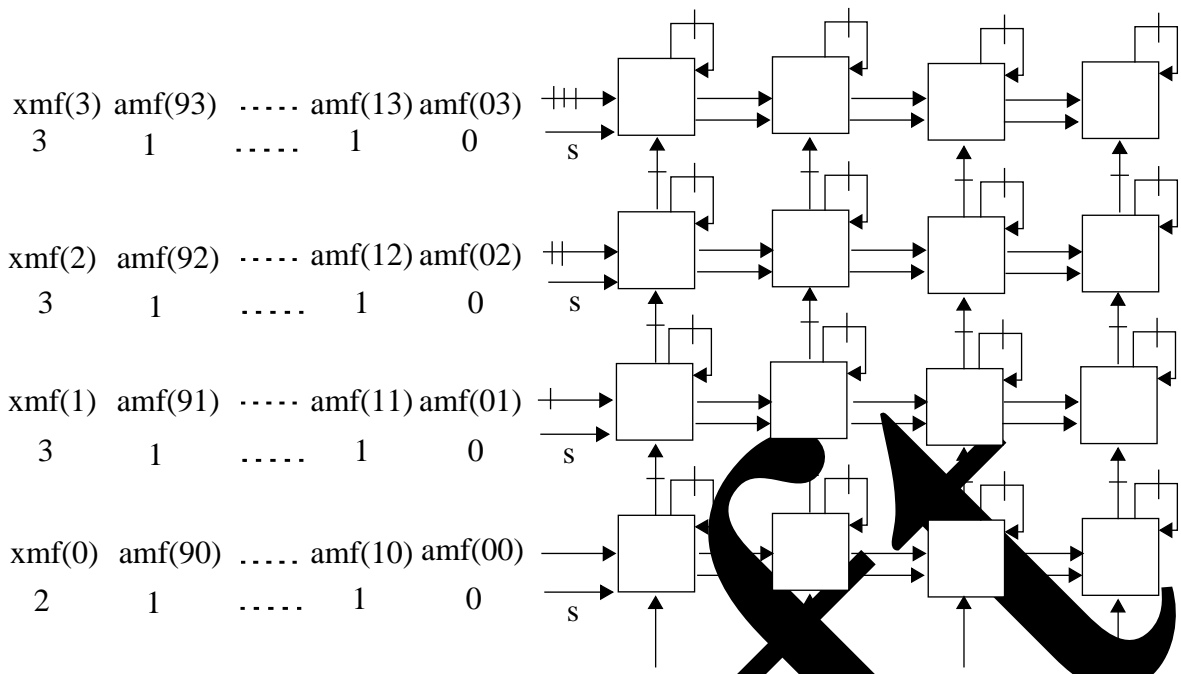 xmf(3) amf(93) ..... amf(13) amf(03)
3 1 ..... 1 0
s
xmf(2) amf(92) ..... amf(12) amf(02)
3 1 ..... 1 0
s
xmf(1) amf(91) ..... amf(11) amf(01)
3 1 ..... 1 0
s
xmf(0) amf(90) ..... amf(10) amf(00)
2 1 ..... 1 0
s